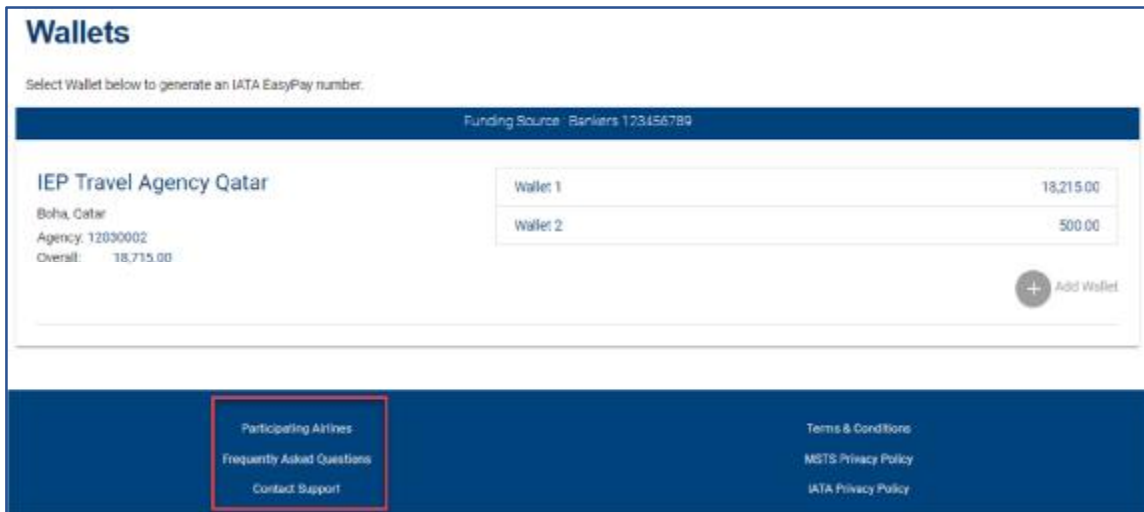 Wallets
Select Wallet below to generate an IATA EasyPay number.
Funding Source : Bankers 123456789
IEP Travel Agency Qatar
Boha, Qatar
Agency: 12030002
Overall: 18,715.00
Wallet 1 18,215.00
Wallet 2 500.00
+ Add Wallet
Participating Airlines
Frequently Asked Questions
Contact Support
Terms & Conditions
MSTS Privacy Policy
IATA Privacy Policy